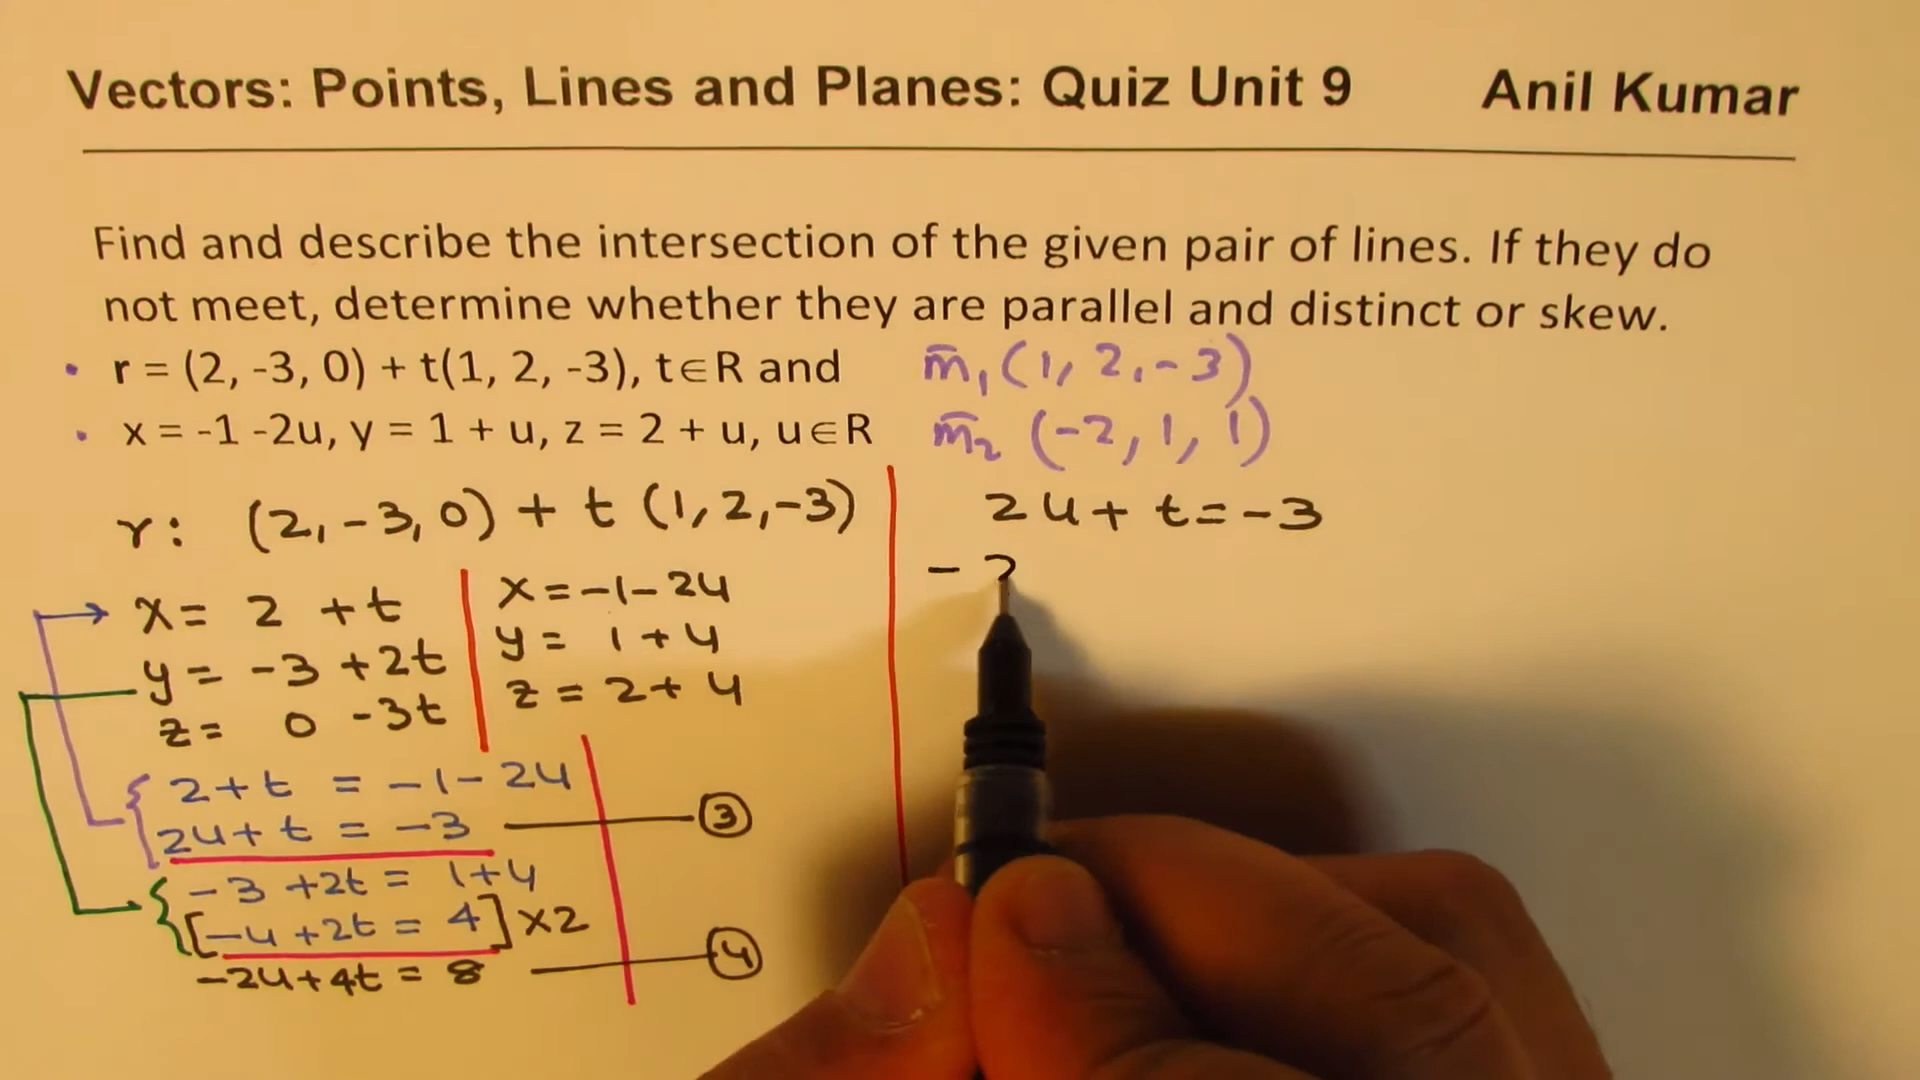 Vectors: Points, Lines and Planes: Quiz Unit 9 Anil Kumar
Find and describe the intersection of the given pair of lines. If they do
not meet, determine whether they are parallel and distinct or skew.
• r = (2, -3, 0) + t(1, 2, -3), t∈R and
• x = -1 -2u, y = 1 + u, z = 2 + u, u∈R
m̄₁ (1, 2, -3)
m̄₂ (-2, 1, 1)
r: (2, -3, 0) + t (1, 2, -3)
x = 2 + t
y = -3 + 2t
z = 0 - 3t
x = -1 - 2u
y = 1 + u
z = 2 + u
2 + t = -1 - 2u
2u + t = -3 ③
-3 + 2t = 1 + u
[-u + 2t = 4] ×2
-2u + 4t = 8 ④
2u + t = -3
- 2